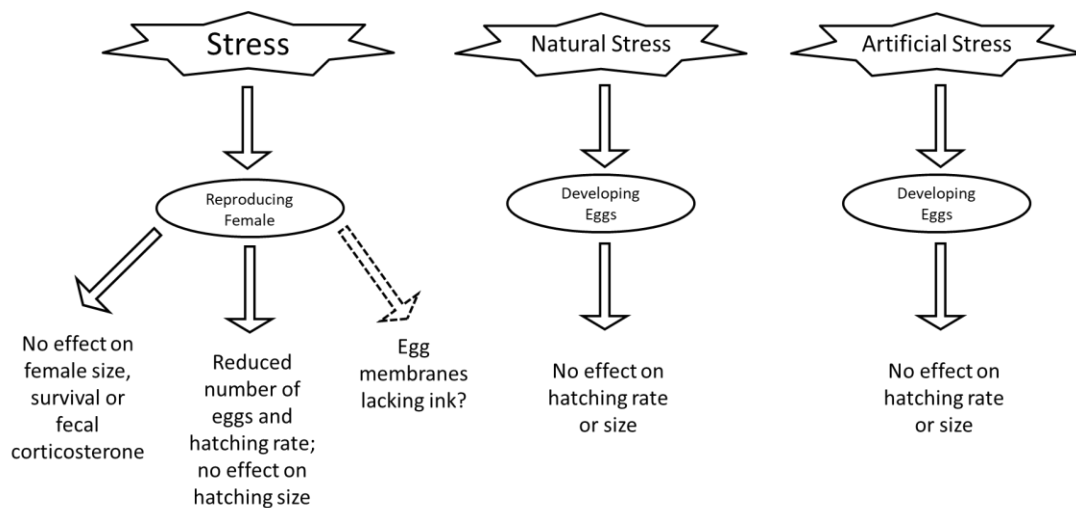 Stress
Natural Stress
Artificial Stress
Reproducing
Female
Developing
Eggs
Developing
Eggs
No effect on
female size,
survival or
fecal
corticosterone
Reduced
number of
eggs and
hatching rate;
no effect on
hatching size
Egg
membranes
lacking ink?
No effect on
hatching rate
or size
No effect on
hatching rate
or size